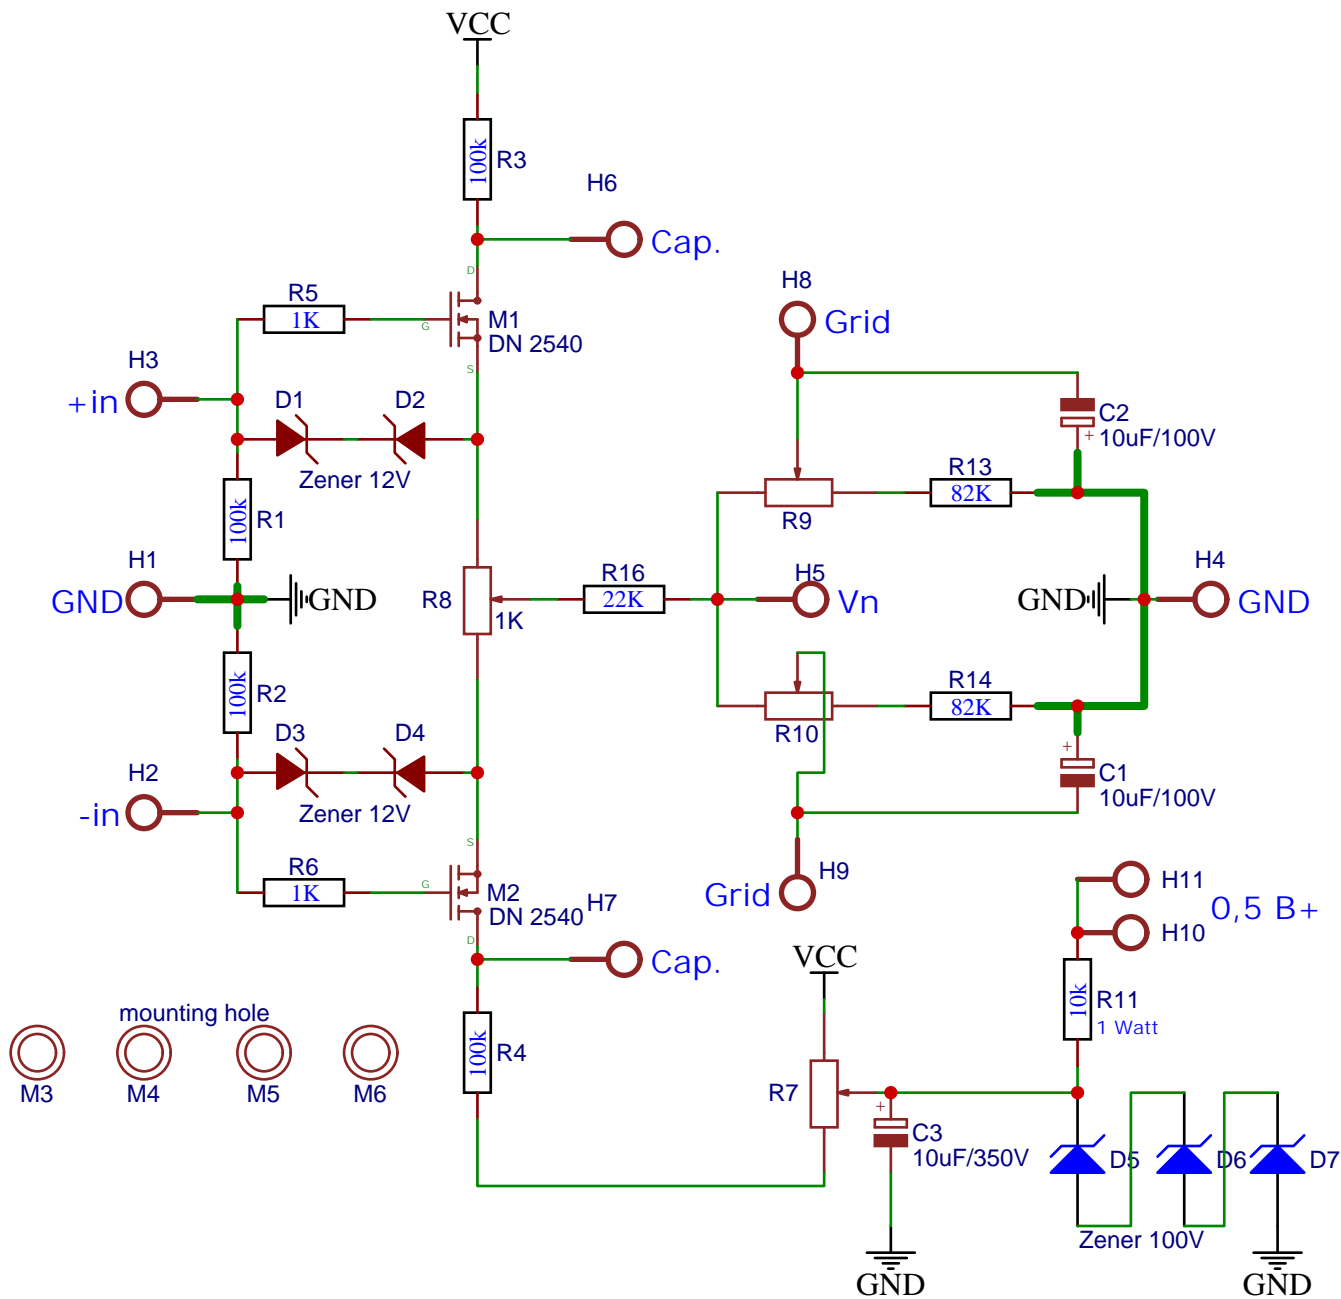 VCC
100k
R3
H6
Cap.
D
R5
1K
G
M1
DN 2540
S
H3
+in
D1
D2
Zener 12V
100k
R1
H1
GND
GND
R8
1K
R16
22K
H5
Vn
H8
Grid
C2
+
10uF/100V
R13
82K
R9
GND
H4
GND
R14
82K
R10
+
C1
10uF/100V
100k
R2
D3
D4
Zener 12V
H2
-in
R6
1K
S
G
M2
DN 2540
D
H7
Cap.
H9
Grid
H11
0,5 B+
H10
10k
R11
1 Watt
VCC
R7
+
C3
10uF/350V
GND
D5
D6
D7
Zener 100V
GND
100k
R4
mounting hole
M3
M4
M5
M6